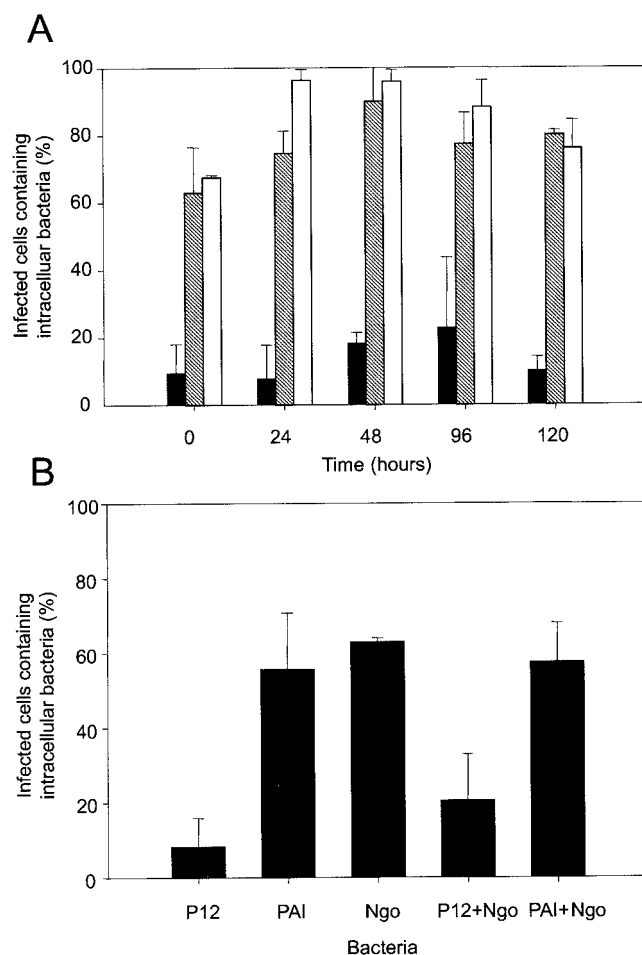 A
Infected cells containing
intracelluar bacteria (%)
100
80
60
40
20
0
0 24 48 96 120
Time (hours)
B
Infected cells containing
intracellular bacteria (%)
100
80
60
40
20
0
P12 PAI Ngo P12+Ngo PAI+Ngo
Bacteria